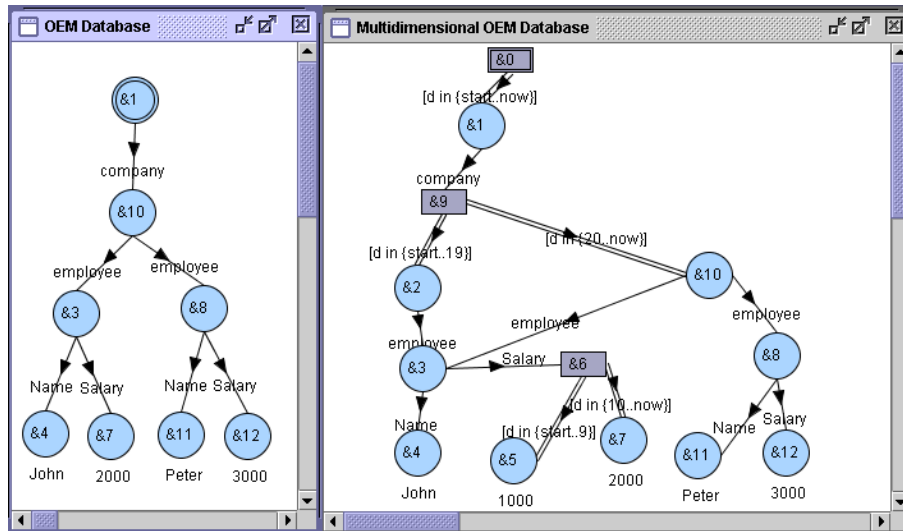 OEM Database
&1
company
&10
employee
employee
&3
&8
Name
Salary
Name
Salary
&4
&7
&11
&12
John
2000
Peter
3000
Multidimensional OEM Database
&0
[d in {start..now}]
&1
company
&9
[d in {start..19}]
[d in {20..now}]
&2
&10
employee
employee
employee
&3
Salary
&6
&8
[d in {10..now}]
Name
[d in {start..9}]
Name
Salary
&4
&5
&7
&11
&12
John
1000
2000
Peter
3000